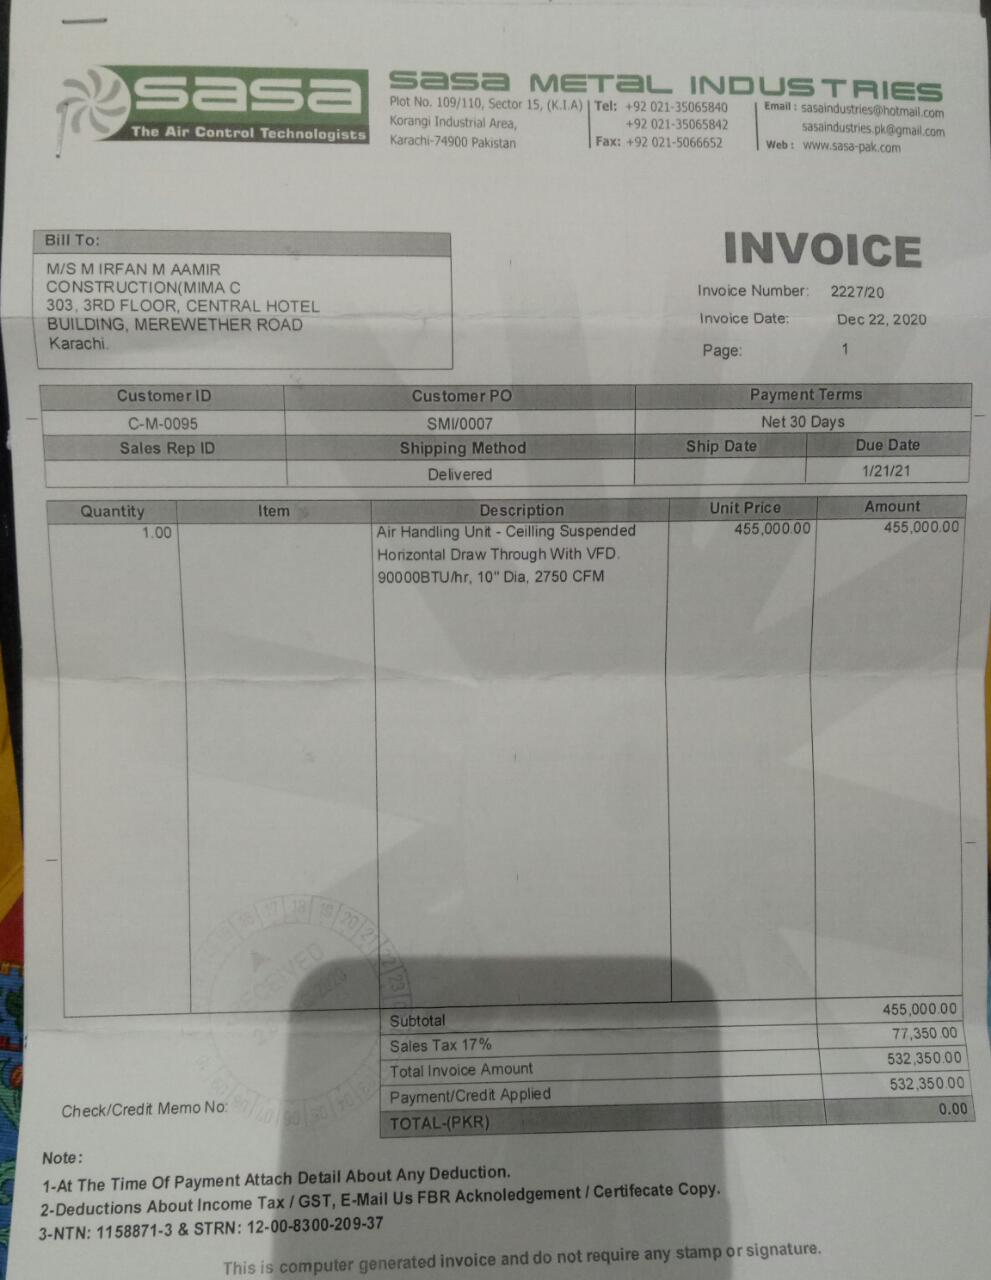 sasa
The Air Control Technologists
sasa METAL INDUSTRIES
Plot No. 109/110, Sector 15, (K.I.A)
Korangi Industrial Area,
Karachi-74900 Pakistan
Tel: +92 021-35065840
+92 021-35065842
Fax: +92 021-5066652
Email : sasaindustries@hotmail.com
sasaindustries.pk@gmail.com
Web : www.sasa-pak.com
Bill To:
M/S M IRFAN M AAMIR
CONSTRUCTION(MIMA C
303, 3RD FLOOR, CENTRAL HOTEL
BUILDING, MEREWETHER ROAD
Karachi.
INVOICE
Invoice Number: 2227/20
Invoice Date: Dec 22, 2020
Page: 1
Customer ID Customer PO Payment Terms
C-M-0095 SMI/0007 Net 30 Days
Sales Rep ID Shipping Method Ship Date Due Date
Delivered 1/21/21
Quantity Item Description Unit Price Amount
1.00 Air Handling Unit - Ceilling Suspended 455,000.00 455,000.00
Horizontal Draw Through With VFD.
90000BTU/hr, 10" Dia, 2750 CFM
RECEIVED
Subtotal 455,000.00
Sales Tax 17% 77,350.00
Total Invoice Amount 532,350.00
Payment/Credit Applied 532,350.00
TOTAL-(PKR) 0.00
Check/Credit Memo No:
Note:
1-At The Time Of Payment Attach Detail About Any Deduction.
2-Deductions About Income Tax / GST, E-Mail Us FBR Acknoledgement / Certifecate Copy.
3-NTN: 1158871-3 & STRN: 12-00-8300-209-37
This is computer generated invoice and do not require any stamp or signature.